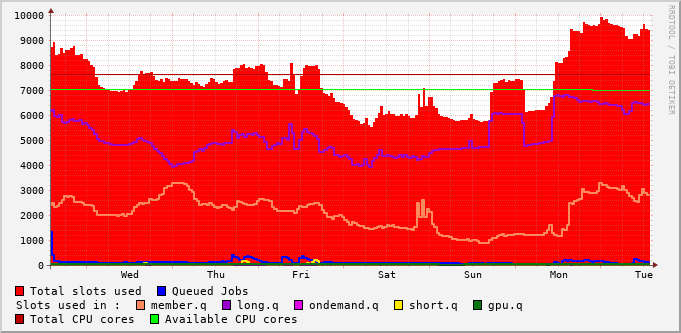 10000
9000
8000
7000
6000
5000
4000
3000
2000
1000
0
Wed Thu Fri Sat Sun Mon Tue
RRDTOOL / TOBI OETIKER
Total slots used Queued Jobs
Slots used in : member.q long.q ondemand.q short.q gpu.q
Total CPU cores Available CPU cores